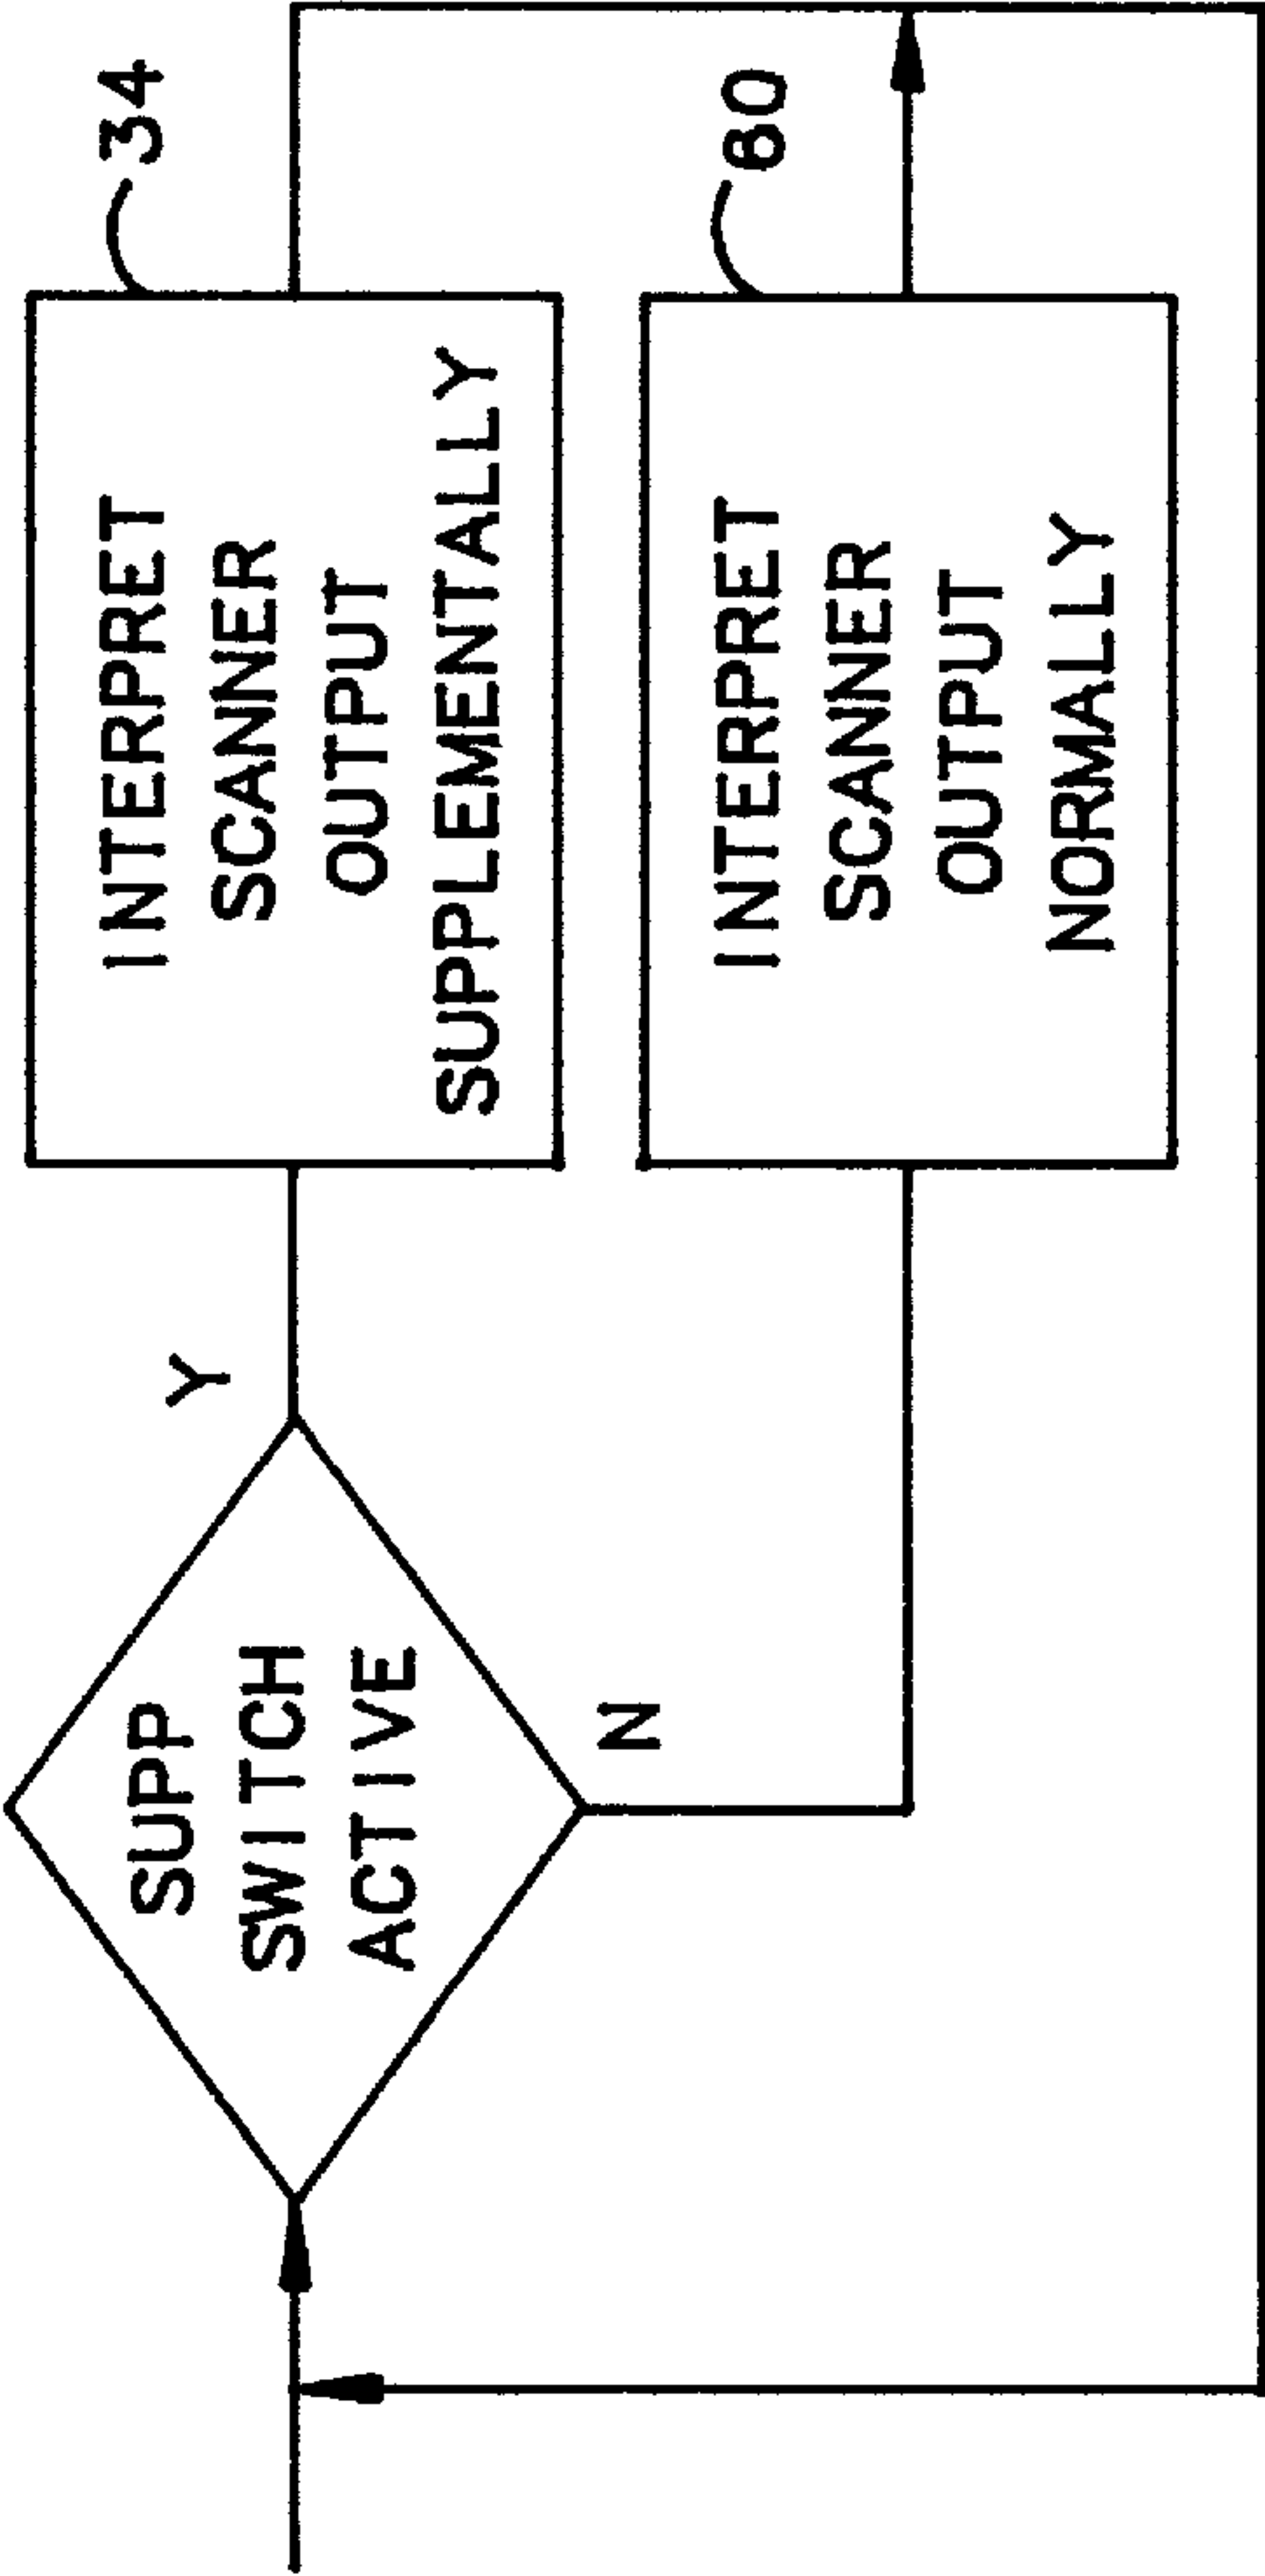 SUPP
SWITCH
ACTIVE
Y
N
INTERPRET
SCANNER
OUTPUT
SUPPLEMENTALLY
34
INTERPRET
SCANNER
OUTPUT
NORMALLY
80